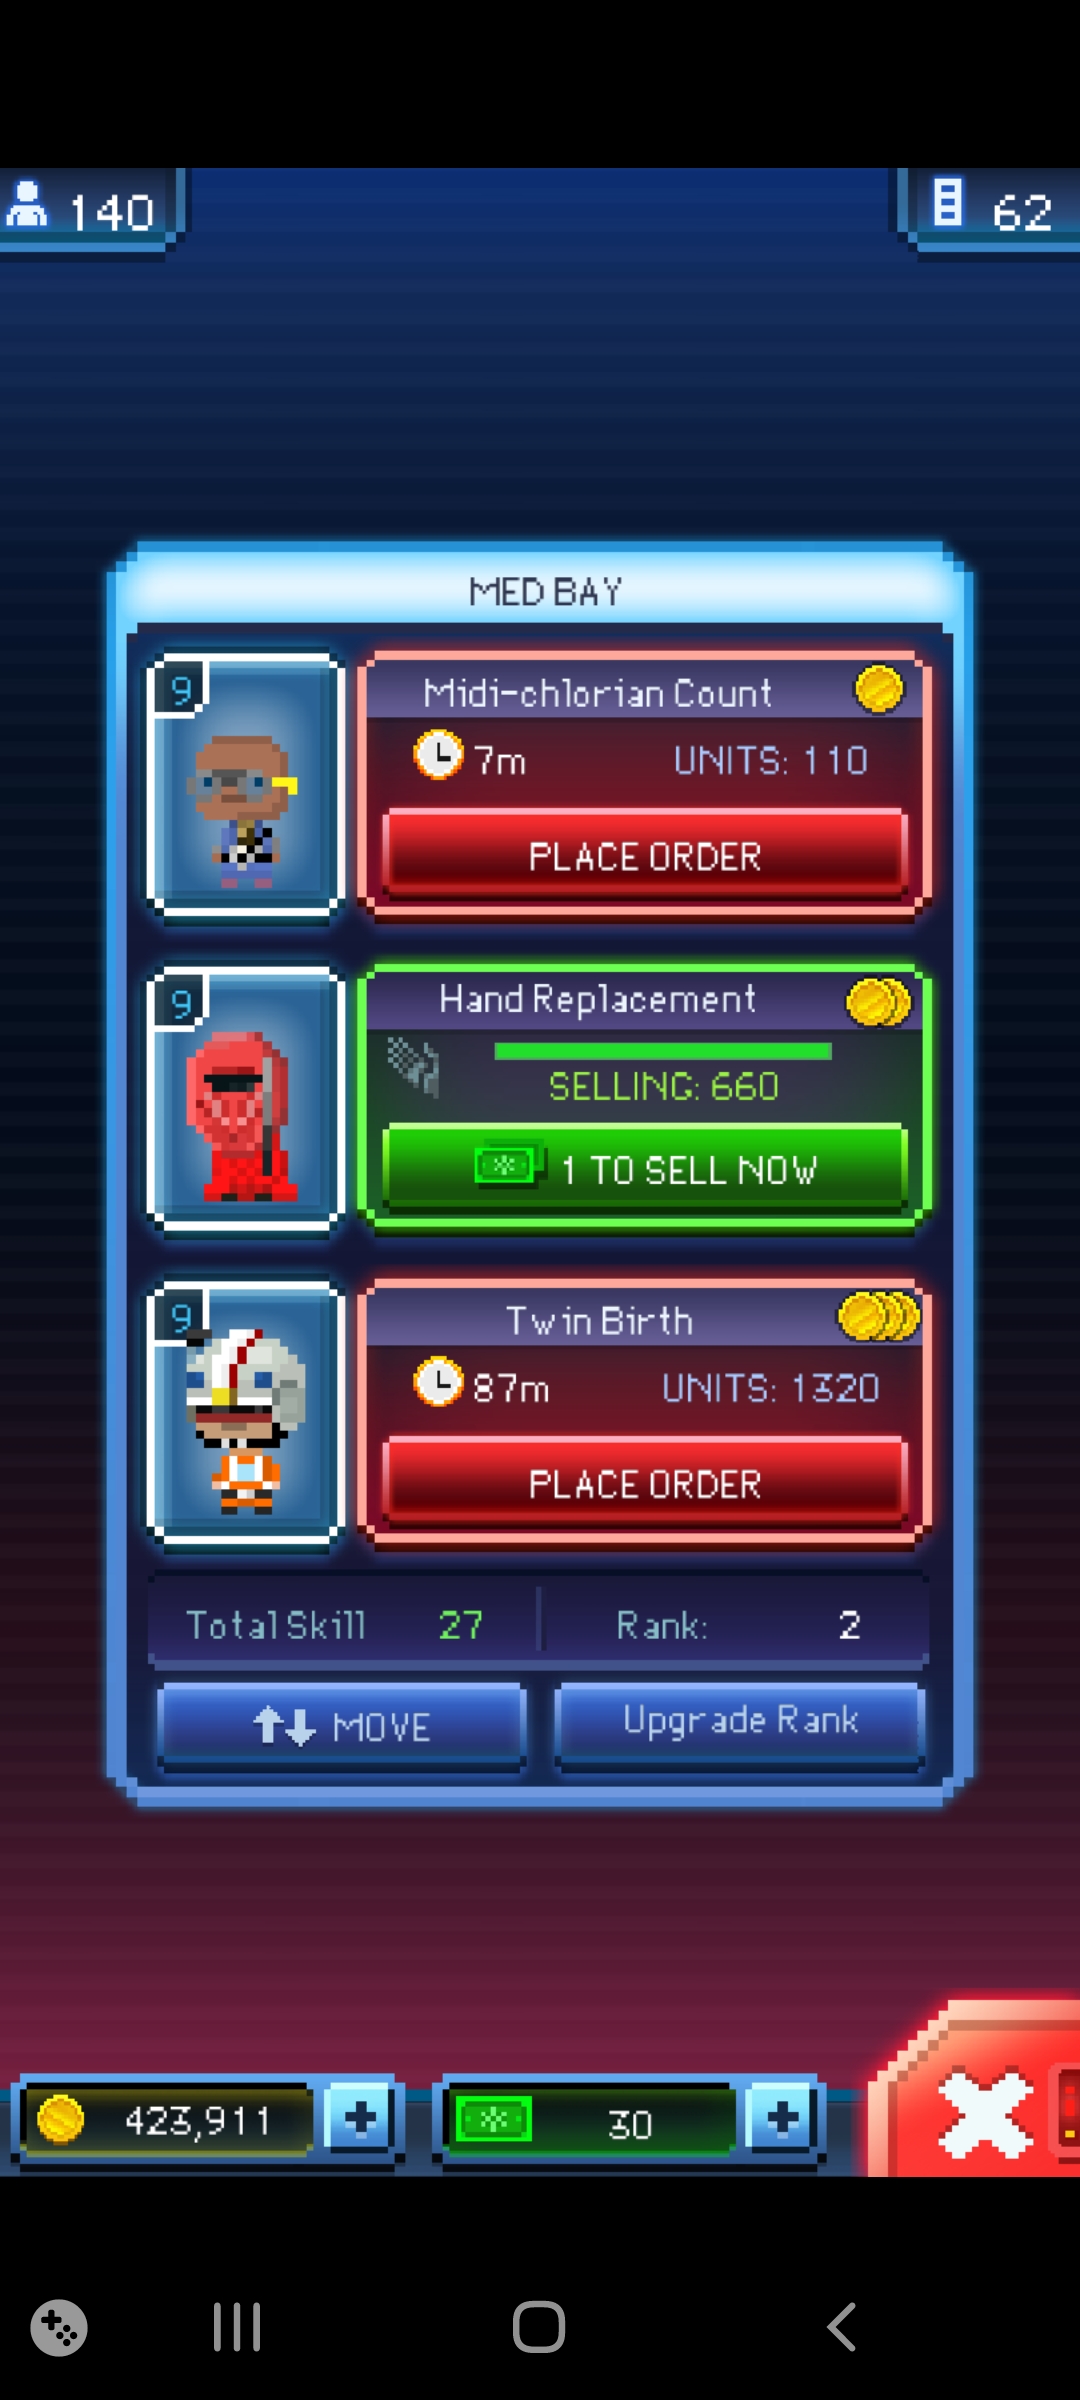 140
62
MED BAY
9
Midi-chlorian Count
7m
UNITS: 110
PLACE ORDER
9
Hand Replacement
SELLING: 660
1 TO SELL NOW
9
Twin Birth
87m
UNITS: 1320
PLACE ORDER
Total Skill 27
Rank: 2
MOVE
Upgrade Rank
423,911
30